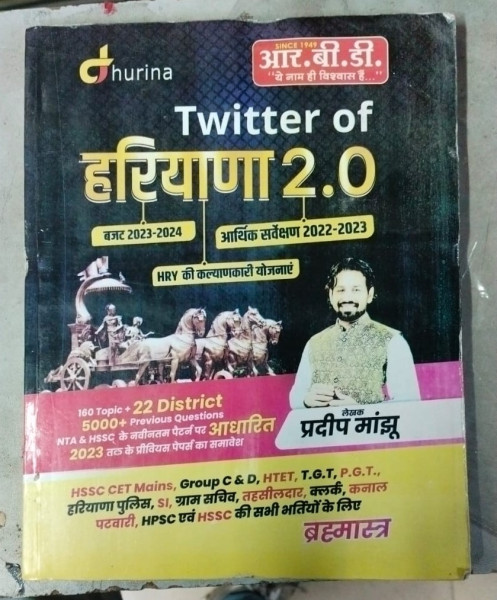 dhurina
SINCE 1949
आर.बी.डी.
"ये नाम ही विश्वास है..."
Twitter of
हरियाणा 2.0
बजट 2023-2024
आर्थिक सर्वेक्षण 2022-2023
HRY की कल्याणकारी योजनाएं
160 Topic + 22 District
5000+ Previous Questions
NTA & HSSC के नवीनतम पैटर्न पर आधारित
2023 तक के प्रीवियस पेपर्स का समावेश
लेखक
प्रदीप मांझू
HSSC CET Mains, Group C & D, HTET, T.G.T, P.G.T.,
हरियाणा पुलिस, SI, ग्राम सचिव, तहसीलदार, क्लर्क, कनाल
पटवारी, HPSC एवं HSSC की सभी भर्तियों के लिए
ब्रह्मास्त्र